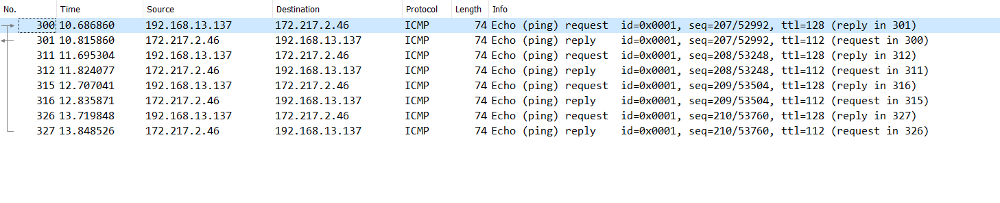 No. Time Source Destination Protocol Length Info
300 10.686860 192.168.13.137 172.217.2.46 ICMP 74 Echo (ping) request id=0x0001, seq=207/52992, ttl=128 (reply in 301)
301 10.815860 172.217.2.46 192.168.13.137 ICMP 74 Echo (ping) reply id=0x0001, seq=207/52992, ttl=112 (request in 300)
311 11.695304 192.168.13.137 172.217.2.46 ICMP 74 Echo (ping) request id=0x0001, seq=208/53248, ttl=128 (reply in 312)
312 11.824077 172.217.2.46 192.168.13.137 ICMP 74 Echo (ping) reply id=0x0001, seq=208/53248, ttl=112 (request in 311)
315 12.707041 192.168.13.137 172.217.2.46 ICMP 74 Echo (ping) request id=0x0001, seq=209/53504, ttl=128 (reply in 316)
316 12.835871 172.217.2.46 192.168.13.137 ICMP 74 Echo (ping) reply id=0x0001, seq=209/53504, ttl=112 (request in 315)
326 13.719848 192.168.13.137 172.217.2.46 ICMP 74 Echo (ping) request id=0x0001, seq=210/53760, ttl=128 (reply in 327)
327 13.848526 172.217.2.46 192.168.13.137 ICMP 74 Echo (ping) reply id=0x0001, seq=210/53760, ttl=112 (request in 326)